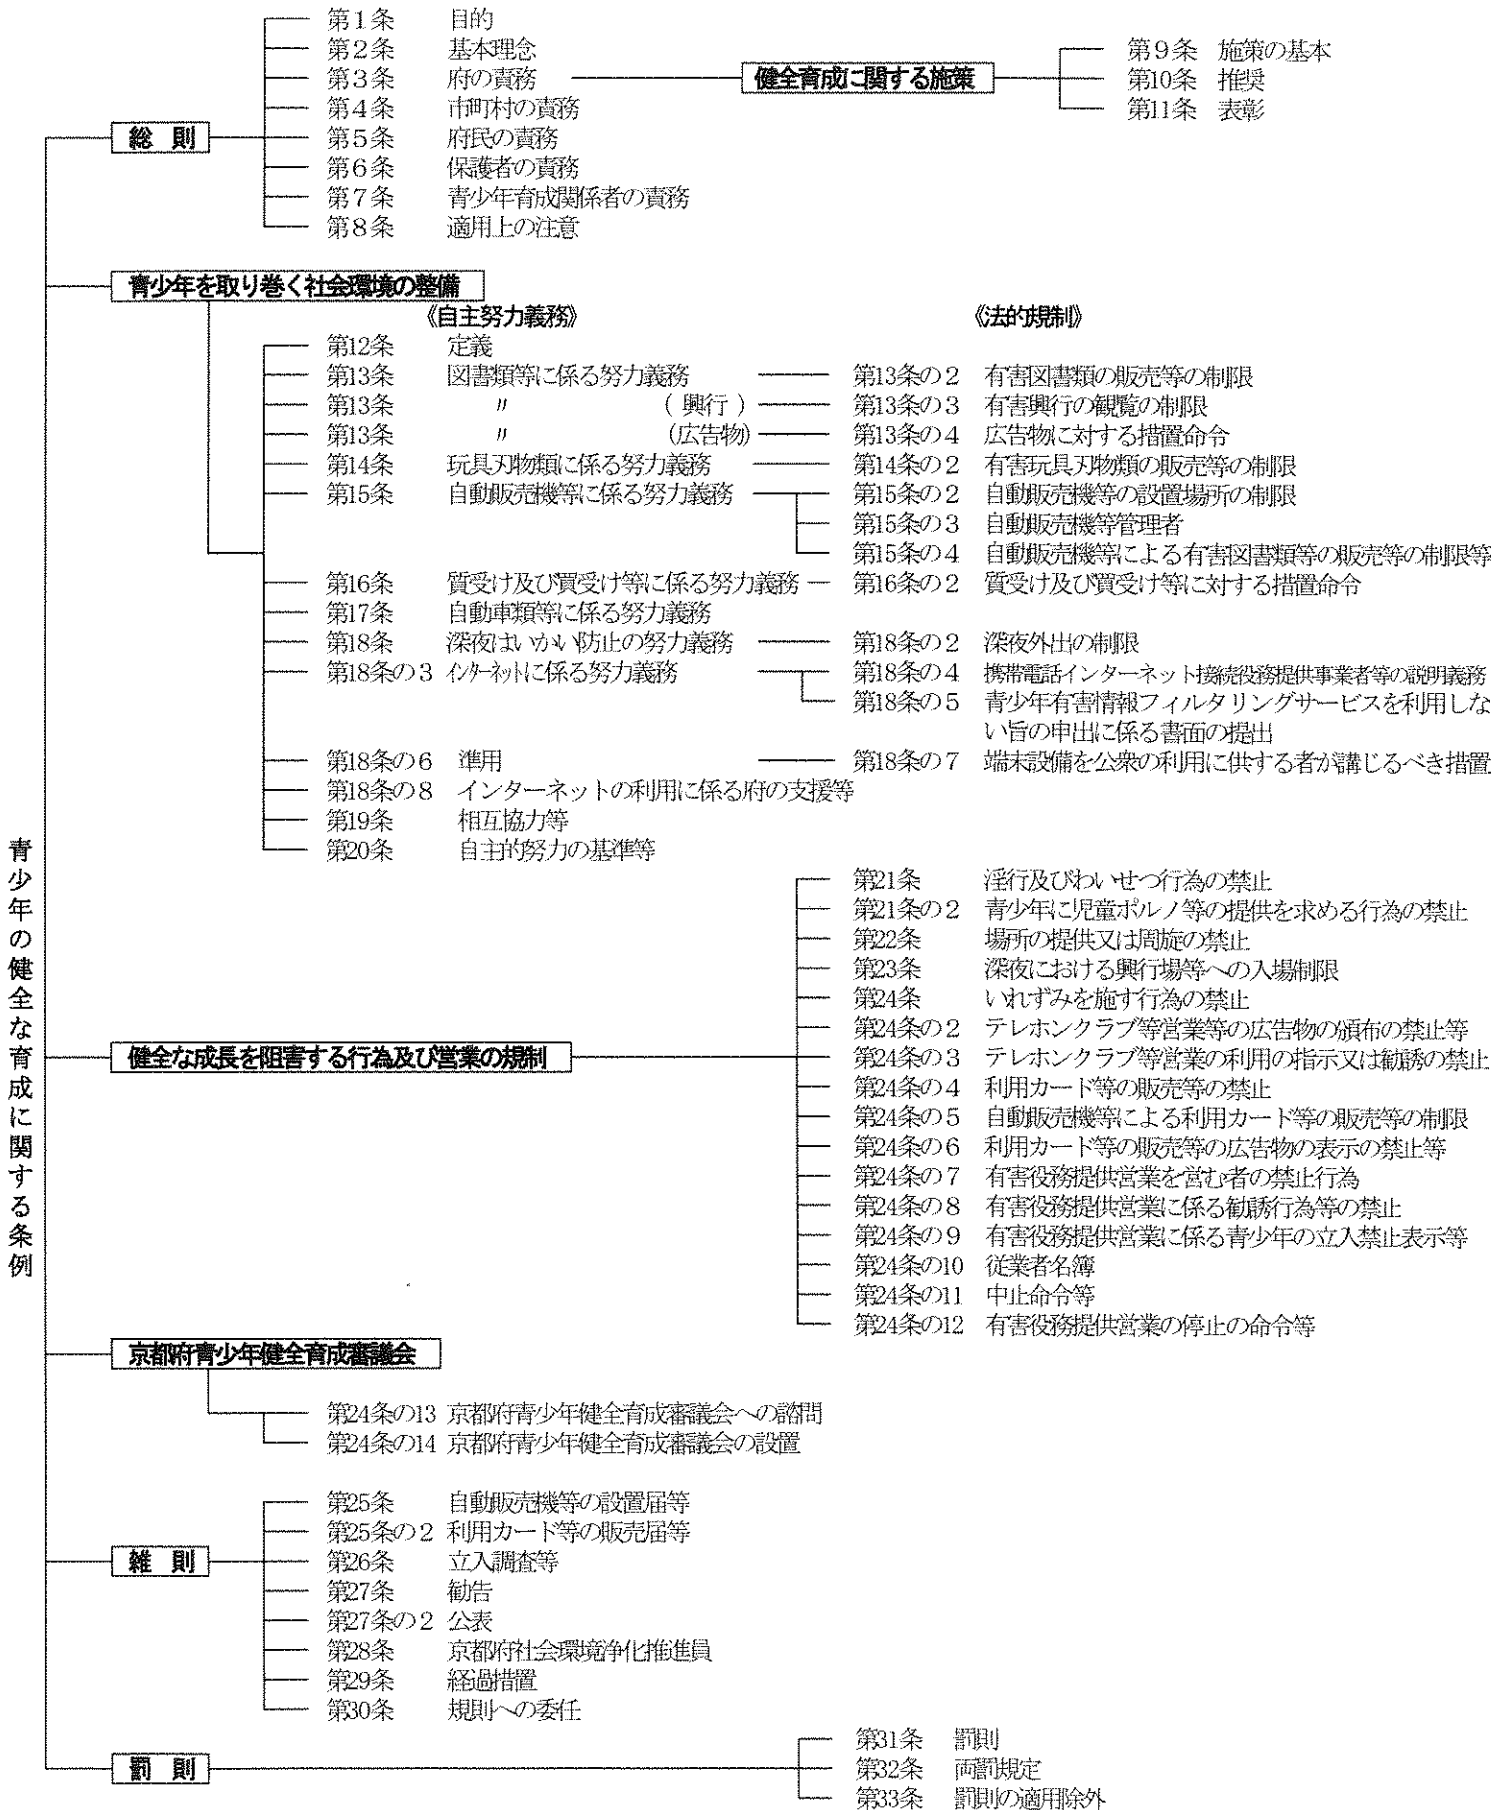 青少年の健全な育成に関する条例
総　則
第1条　目的
第2条　基本理念
第3条　府の責務
第4条　市町村の責務
第5条　府民の責務
第6条　保護者の責務
第7条　青少年育成関係者の責務
第8条　適用上の注意
健全育成に関する施策
第9条　施策の基本
第10条　推奨
第11条　表彰
青少年を取り巻く社会環境の整備
《自主努力義務》　《法的規制》
第12条　定義
第13条　図書類等に係る努力義務　第13条の2　有害図書類の販売等の制限
第13条　〃　（興行）　第13条の3　有害興行の観覧の制限
第13条　〃　（広告物）　第13条の4　広告物に対する措置命令
第14条　玩具刃物類に係る努力義務　第14条の2　有害玩具刃物類の販売等の制限
第15条　自動販売機等に係る努力義務　第15条の2　自動販売機等の設置場所の制限
第15条の3　自動販売機等管理者
第15条の4　自動販売機等による有害図書類等の販売等の制限等
第16条　質受け及び買受け等に係る努力義務　第16条の2　質受け及び買受け等に対する措置命令
第17条　自動車類等に係る努力義務
第18条　深夜はいかい防止の努力義務　第18条の2　深夜外出の制限
第18条の3　インターネットに係る努力義務　第18条の4　携帯電話インターネット接続役務提供事業者等の説明義務
第18条の5　青少年有害情報フィルタリングサービスを利用しな
い旨の申出に係る書面の提出
第18条の6　準用　第18条の7　端末設備を公衆の利用に供する者が講じるべき措置
第18条の8　インターネットの利用に係る府の支援等
第19条　相互協力等
第20条　自主的努力の基準等
健全な成長を阻害する行為及び営業の規制
第21条　淫行及びわいせつ行為の禁止
第21条の2　青少年に児童ポルノ等の提供を求める行為の禁止
第22条　場所の提供又は周旋の禁止
第23条　深夜における興行場等への入場制限
第24条　いれずみを施す行為の禁止
第24条の2　テレホンクラブ等営業等の広告物の頒布の禁止等
第24条の3　テレホンクラブ等営業の利用の指示又は勧誘の禁止
第24条の4　利用カード等の販売等の禁止
第24条の5　自動販売機等による利用カード等の販売等の制限
第24条の6　利用カード等の販売等の広告物の表示の禁止等
第24条の7　有害役務提供営業を営む者の禁止行為
第24条の8　有害役務提供営業に係る勧誘行為等の禁止
第24条の9　有害役務提供営業に係る青少年の立入禁止表示等
第24条の10　従業者名簿
第24条の11　中止命令等
第24条の12　有害役務提供営業の停止の命令等
京都府青少年健全育成審議会
第24条の13　京都府青少年健全育成審議会への諮問
第24条の14　京都府青少年健全育成審議会の設置
雑　則
第25条　自動販売機等の設置届等
第25条の2　利用カード等の販売届等
第26条　立入調査等
第27条　勧告
第27条の2　公表
第28条　京都府社会環境浄化推進員
第29条　経過措置
第30条　規則への委任
罰　則
第31条　罰則
第32条　両罰規定
第33条　罰則の適用除外